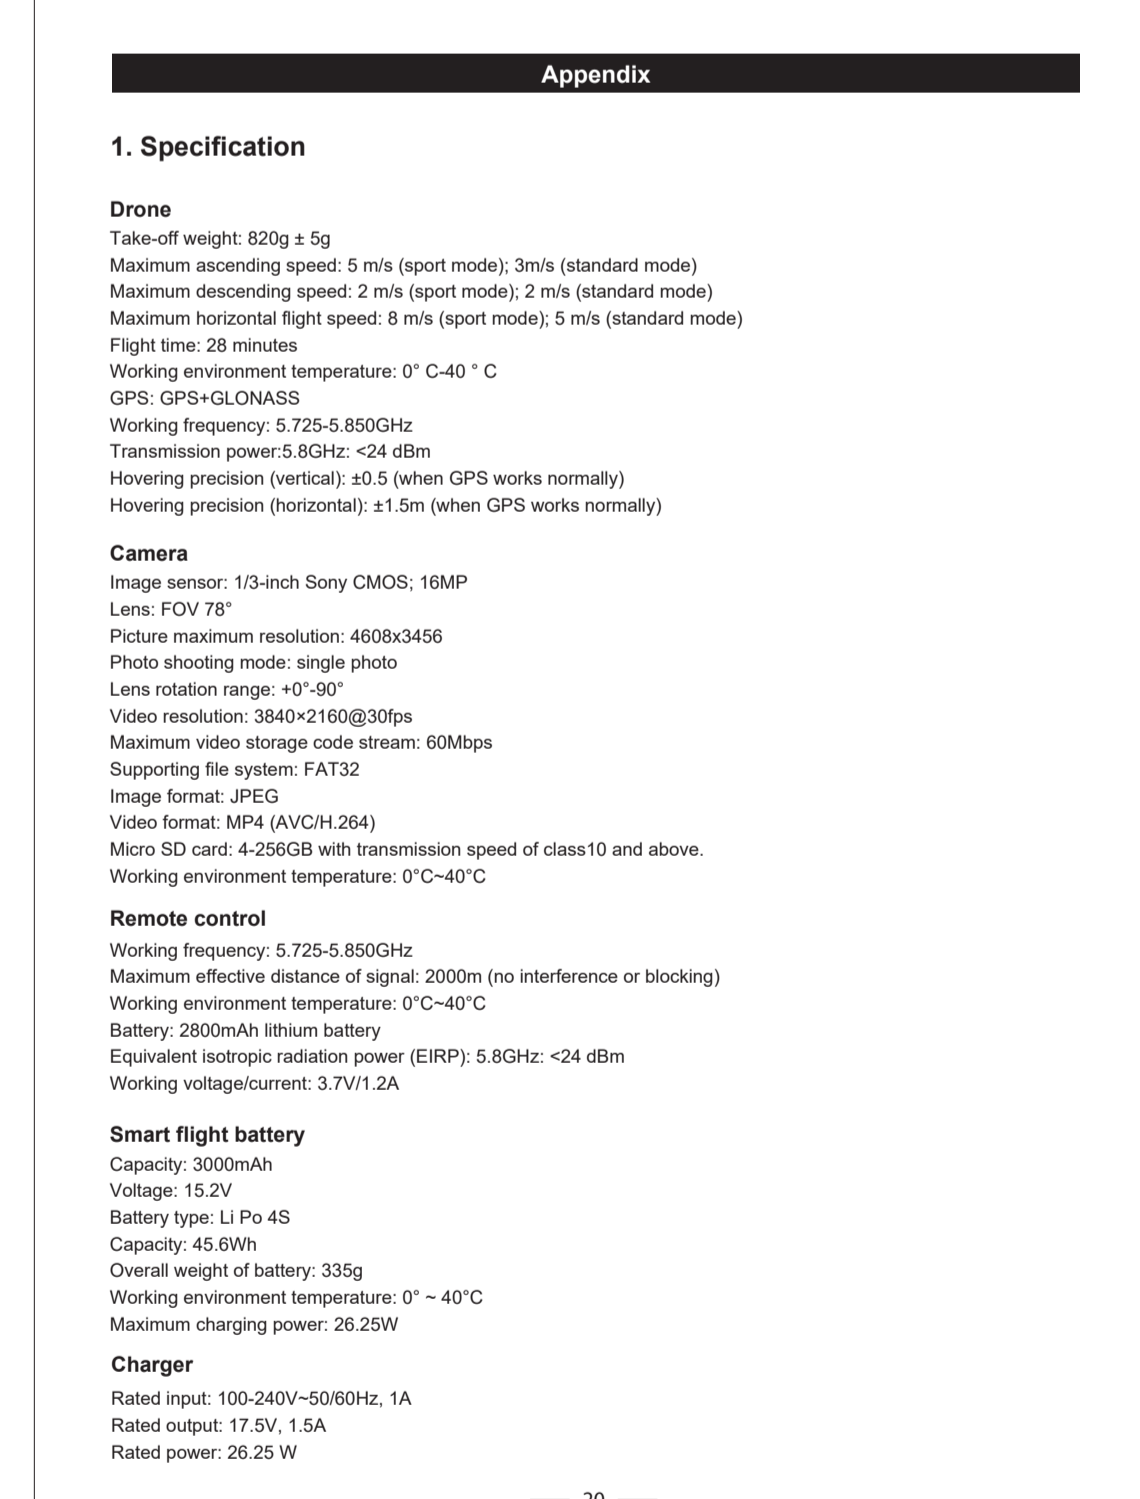 Appendix
1. Specification
Drone
Take-off weight: 820g ± 5g
Maximum ascending speed: 5 m/s (sport mode); 3m/s (standard mode)
Maximum descending speed: 2 m/s (sport mode); 2 m/s (standard mode)
Maximum horizontal flight speed: 8 m/s (sport mode); 5 m/s (standard mode)
Flight time: 28 minutes
Working environment temperature: 0° C-40 ° C
GPS: GPS+GLONASS
Working frequency: 5.725-5.850GHz
Transmission power:5.8GHz: <24 dBm
Hovering precision (vertical): ±0.5 (when GPS works normally)
Hovering precision (horizontal): ±1.5m (when GPS works normally)
Camera
Image sensor: 1/3-inch Sony CMOS; 16MP
Lens: FOV 78°
Picture maximum resolution: 4608x3456
Photo shooting mode: single photo
Lens rotation range: +0°-90°
Video resolution: 3840×2160@30fps
Maximum video storage code stream: 60Mbps
Supporting file system: FAT32
Image format: JPEG
Video format: MP4 (AVC/H.264)
Micro SD card: 4-256GB with transmission speed of class10 and above.
Working environment temperature: 0°C~40°C
Remote control
Working frequency: 5.725-5.850GHz
Maximum effective distance of signal: 2000m (no interference or blocking)
Working environment temperature: 0°C~40°C
Battery: 2800mAh lithium battery
Equivalent isotropic radiation power (EIRP): 5.8GHz: <24 dBm
Working voltage/current: 3.7V/1.2A
Smart flight battery
Capacity: 3000mAh
Voltage: 15.2V
Battery type: Li Po 4S
Capacity: 45.6Wh
Overall weight of battery: 335g
Working environment temperature: 0° ~ 40°C
Maximum charging power: 26.25W
Charger
Rated input: 100-240V~50/60Hz, 1A
Rated output: 17.5V, 1.5A
Rated power: 26.25 W